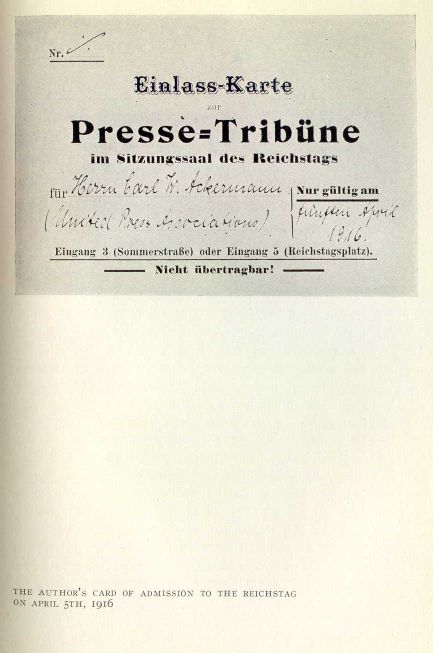 Nr.
Einlass-Karte
zur
Presse=Tribüne
im Sitzungssaal des Reichstags
für Herrn Carl W. Ackermann
(United Press Associations).
Nur gültig am
fünften April
1916.
Eingang 3 (Sommerstraße) oder Eingang 5 (Reichstagsplatz).
Nicht übertragbar!
THE AUTHOR'S CARD OF ADMISSION TO THE REICHSTAG
ON APRIL 5TH, 1916